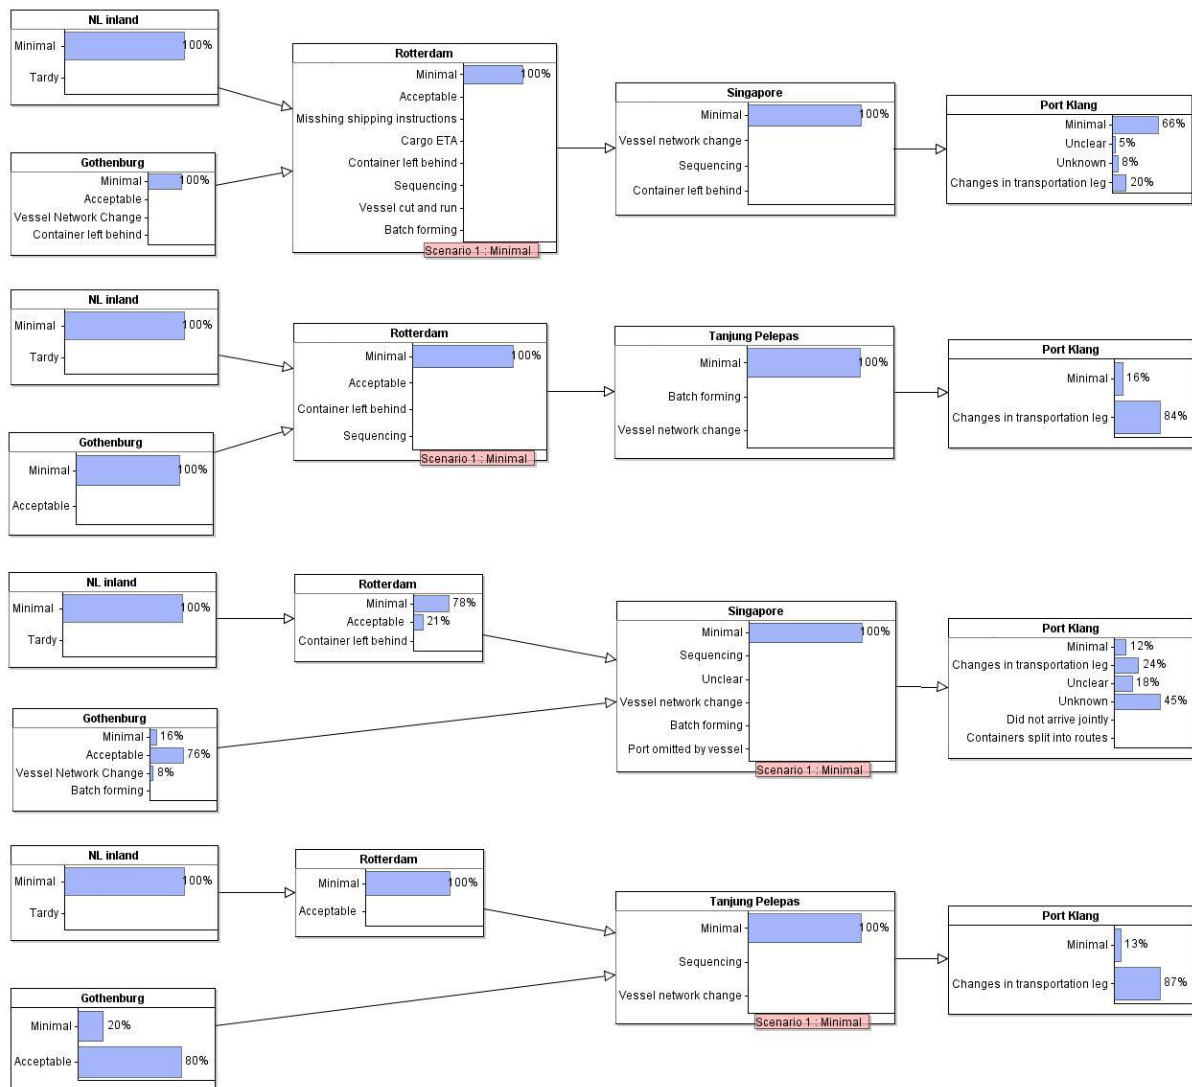 NL inland
Minimal 100%
Tardy
Gothenburg
Minimal 100%
Acceptable
Vessel Network Change
Container left behind
Rotterdam
Minimal 100%
Acceptable
Misshing shipping instructions
Cargo ETA
Container left behind
Sequencing
Vessel cut and run
Batch forming
Scenario 1 : Minimal
Singapore
Minimal 100%
Vessel network change
Sequencing
Container left behind
Port Klang
Minimal 66%
Unclear 5%
Unknown 8%
Changes in transportation leg 20%
NL inland
Minimal 100%
Tardy
Gothenburg
Minimal 100%
Acceptable
Rotterdam
Minimal 100%
Acceptable
Container left behind
Sequencing
Scenario 1 : Minimal
Tanjung Pelepas
Minimal 100%
Batch forming
Vessel network change
Port Klang
Minimal 16%
Changes in transportation leg 84%
NL inland
Minimal 100%
Tardy
Gothenburg
Minimal 16%
Acceptable 76%
Vessel Network Change 8%
Batch forming
Rotterdam
Minimal 78%
Acceptable 21%
Container left behind
Singapore
Minimal 100%
Sequencing
Unclear
Vessel network change
Batch forming
Port omitted by vessel
Scenario 1 : Minimal
Port Klang
Minimal 12%
Changes in transportation leg 24%
Unclear 18%
Unknown 45%
Did not arrive jointly
Containers split into routes
NL inland
Minimal 100%
Tardy
Gothenburg
Minimal 20%
Acceptable 80%
Rotterdam
Minimal 100%
Acceptable
Tanjung Pelepas
Minimal 100%
Sequencing
Vessel network change
Scenario 1 : Minimal
Port Klang
Minimal 13%
Changes in transportation leg 87%